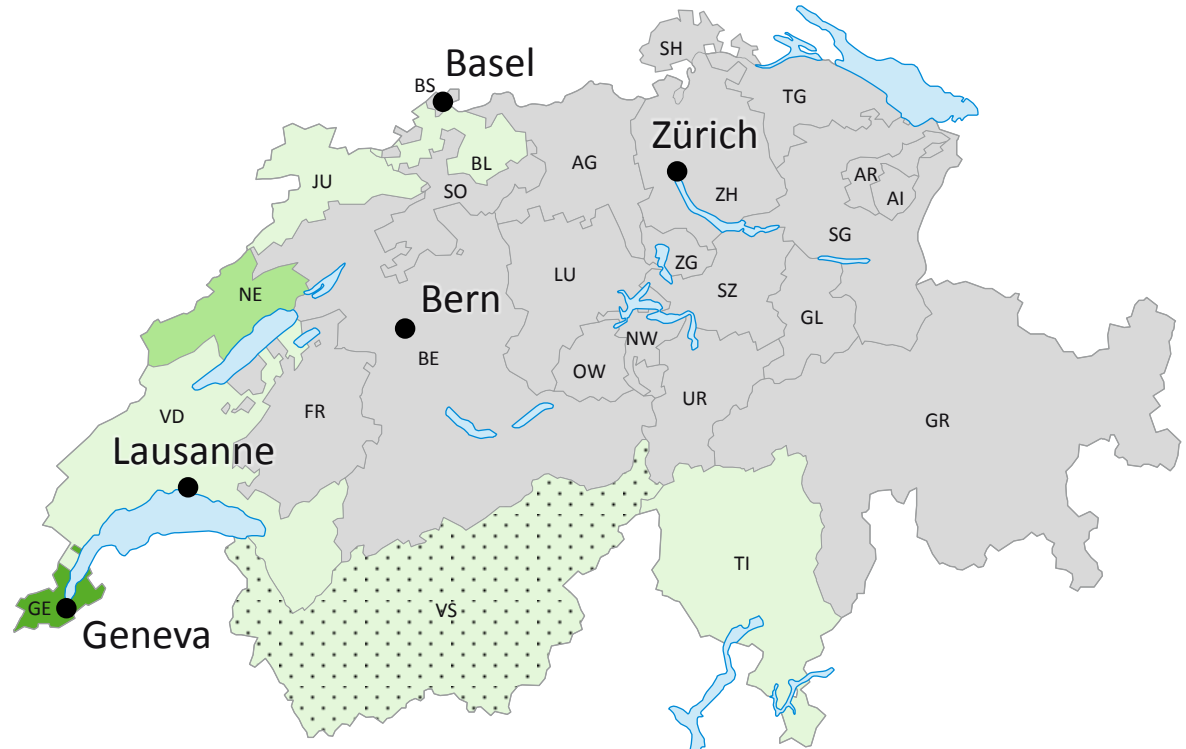 SH
Basel
BS
TG
Zürich
AG
BL
AR
JU
SO
ZH
AI
SG
ZG
LU
SZ
NE
Bern
GL
NW
BE
OW
UR
FR
VD
GR
Lausanne
TI
GE
VS
Geneva